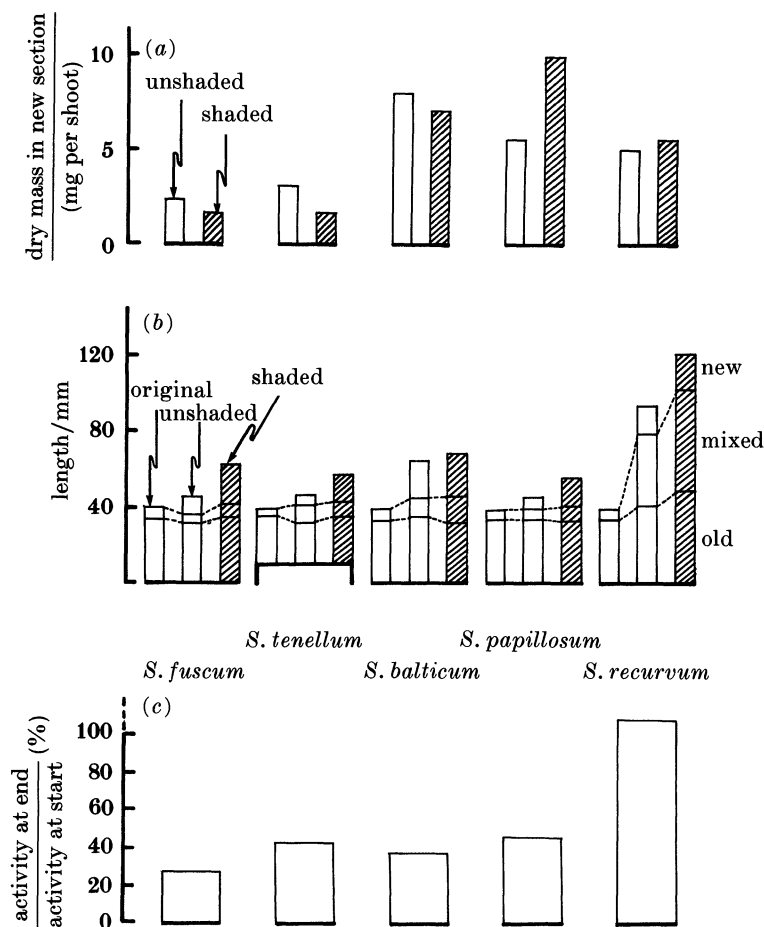 (a)
dry mass in new section
(mg per shoot)
10
5
0
unshaded
shaded
(b)
length/mm
120
80
40
original
unshaded
shaded
new
mixed
old
S. tenellum
S. papillosum
S. fuscum
S. balticum
S. recurvum
(c)
activity at end
activity at start
(%)
100
80
60
40
20
0